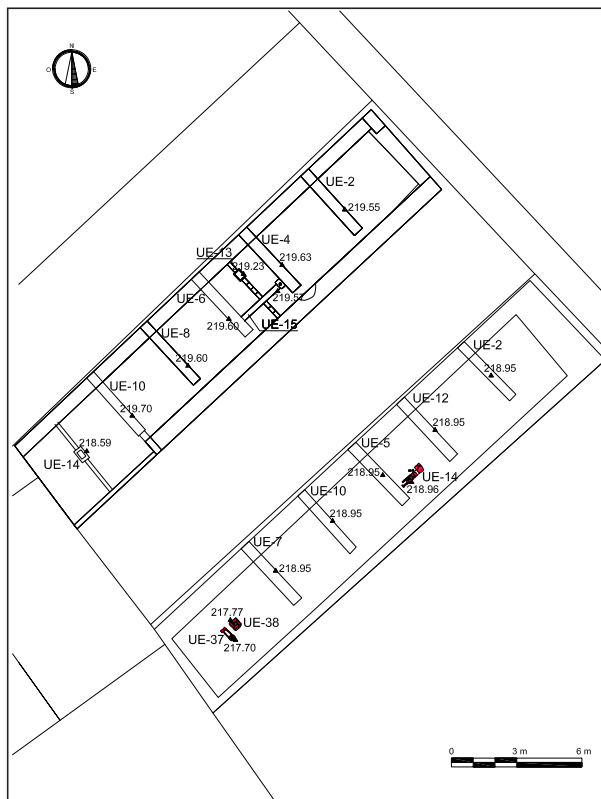 N
O E
S
UE-2
219.55
UE-4
UE-13
219.63
219.23
UE-6
219.57
219.60
UE-15
UE-8
219.60
UE-10
219.70
218.59
UE-14
UE-2
218.95
UE-12
218.95
UE-5
218.95
UE-14
218.96
UE-10
218.95
UE-7
218.95
217.77
UE-38
UE-37
217.70
0 3 m 6 m